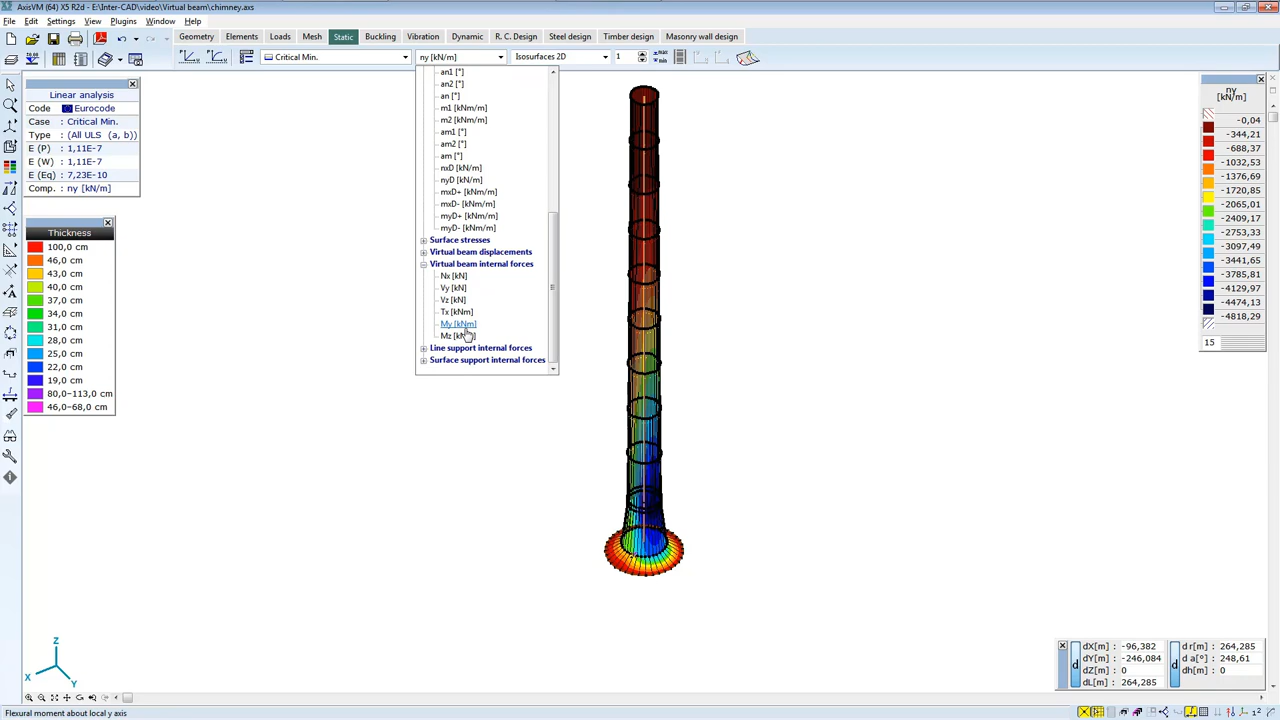 AxisVM (64) X5 R2d - E:\Inter-CAD\video\Virtual beam\chimney.axs
File Edit Settings View Plugins Window Help
Geometry Elements Loads Mesh Static Buckling Vibration Dynamic R. C. Design Steel design Timber design Masonry wall design
Critical Min. ny [kN/m] Isosurfaces 2D 1
Linear analysis
Code Eurocode
Case : Critical Min.
Type : (All ULS (a, b))
E (P) : 1,11E-7
E (W) : 1,11E-7
E (Eq) : 7,23E-10
Comp. : ny [kN/m]
Thickness
100,0 cm
46,0 cm
43,0 cm
40,0 cm
37,0 cm
34,0 cm
31,0 cm
28,0 cm
25,0 cm
22,0 cm
19,0 cm
80,0-113,0 cm
46,0-68,0 cm
an1 [°]
an2 [°]
an [°]
m1 [kNm/m]
m2 [kNm/m]
am1 [°]
am2 [°]
am [°]
nxD [kN/m]
nyD [kN/m]
mxD+ [kNm/m]
mxD- [kNm/m]
myD+ [kNm/m]
myD- [kNm/m]
Surface stresses
Virtual beam displacements
Virtual beam internal forces
Nx [kN]
Vy [kN]
Vz [kN]
Tx [kNm]
My [kNm]
Mz [kNm]
Line support internal forces
Surface support internal forces
ny
[kN/m]
-0,04
-344,21
-688,37
-1032,53
-1376,69
-1720,85
-2065,01
-2409,17
-2753,33
-3097,49
-3441,65
-3785,81
-4129,97
-4474,13
-4818,29
15
Z
X
Y
d
dX[m] : -96,382
dY[m] : -246,084
dZ[m] : 0
dL[m] : 264,285
d
d r[m] : 264,285
d a[°] : 248,61
dh[m] : 0
Flexural moment about local y axis